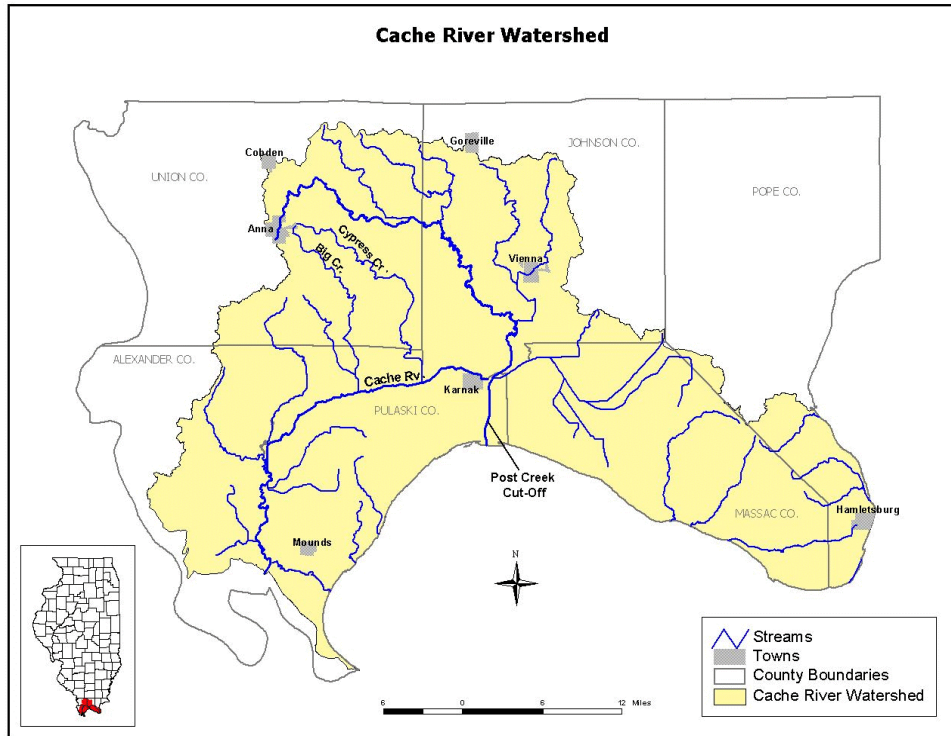 Cache River Watershed
Goreville
JOHNSON CO.
Cobden
UNION CO.
POPE CO.
Anna
Cypress Cr.
Big Cr.
Vienna
ALEXANDER CO.
Cache Rv.
Karnak
PULASKI CO.
Post Creek
Cut-Off
Hamletsburg
MASSAC CO.
Mounds
N
Streams
Towns
County Boundaries
Cache River Watershed
6 0 6 12 Miles